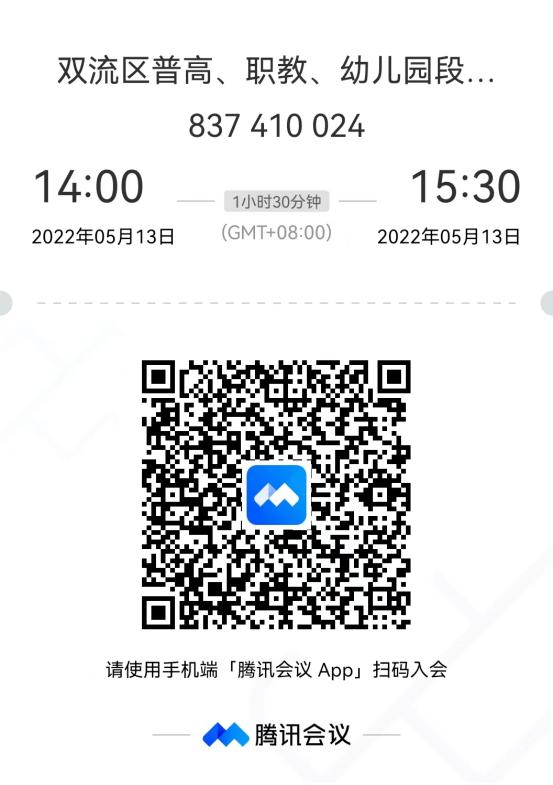 双流区普高、职教、幼儿园段...
837 410 024
14:00
1小时30分钟
15:30
2022年05月13日
(GMT+08:00)
2022年05月13日
请使用手机端「腾讯会议 App」扫码入会
腾讯会议